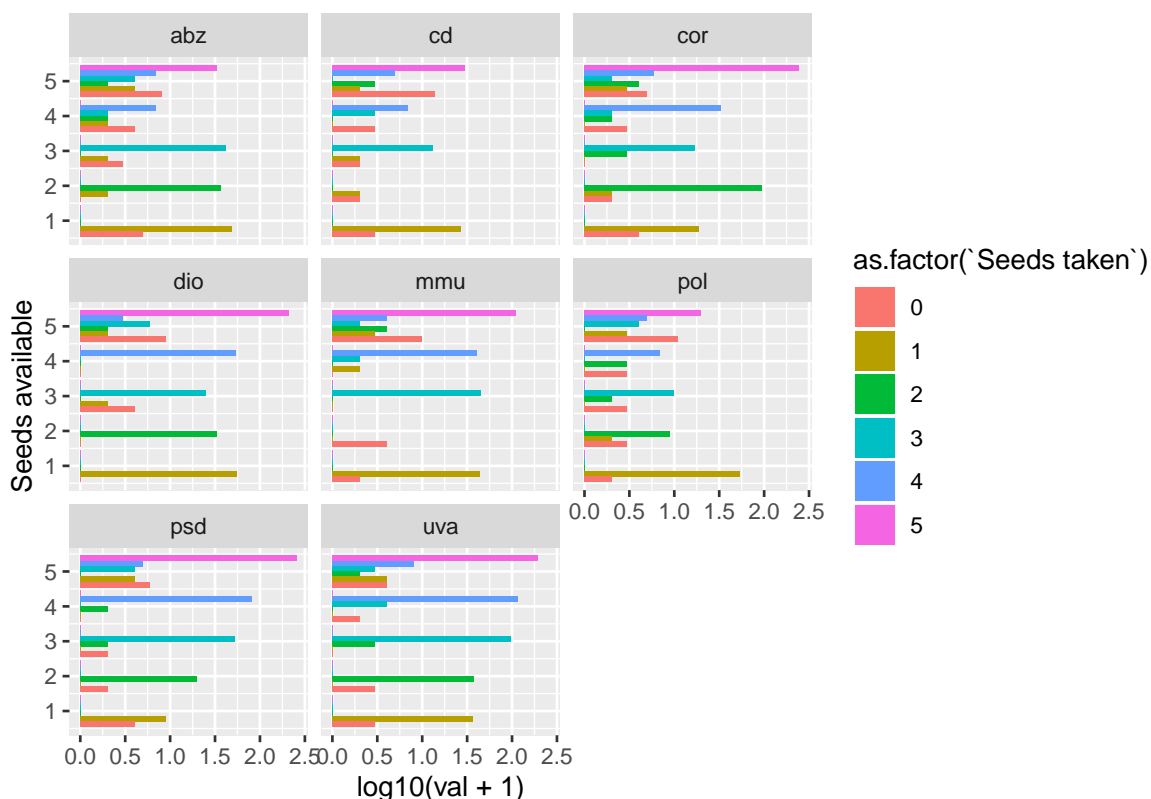 abz cd cor
5
4
3
2
1
dio mmu pol
5
4
3
2
1
0.0 0.5 1.0 1.5 2.0 2.5
psd uva
5
4
3
2
1
0.0 0.5 1.0 1.5 2.0 2.5 0.0 0.5 1.0 1.5 2.0 2.5
log10(val + 1)
Seeds available
as.factor(`Seeds taken`)
0
1
2
3
4
5